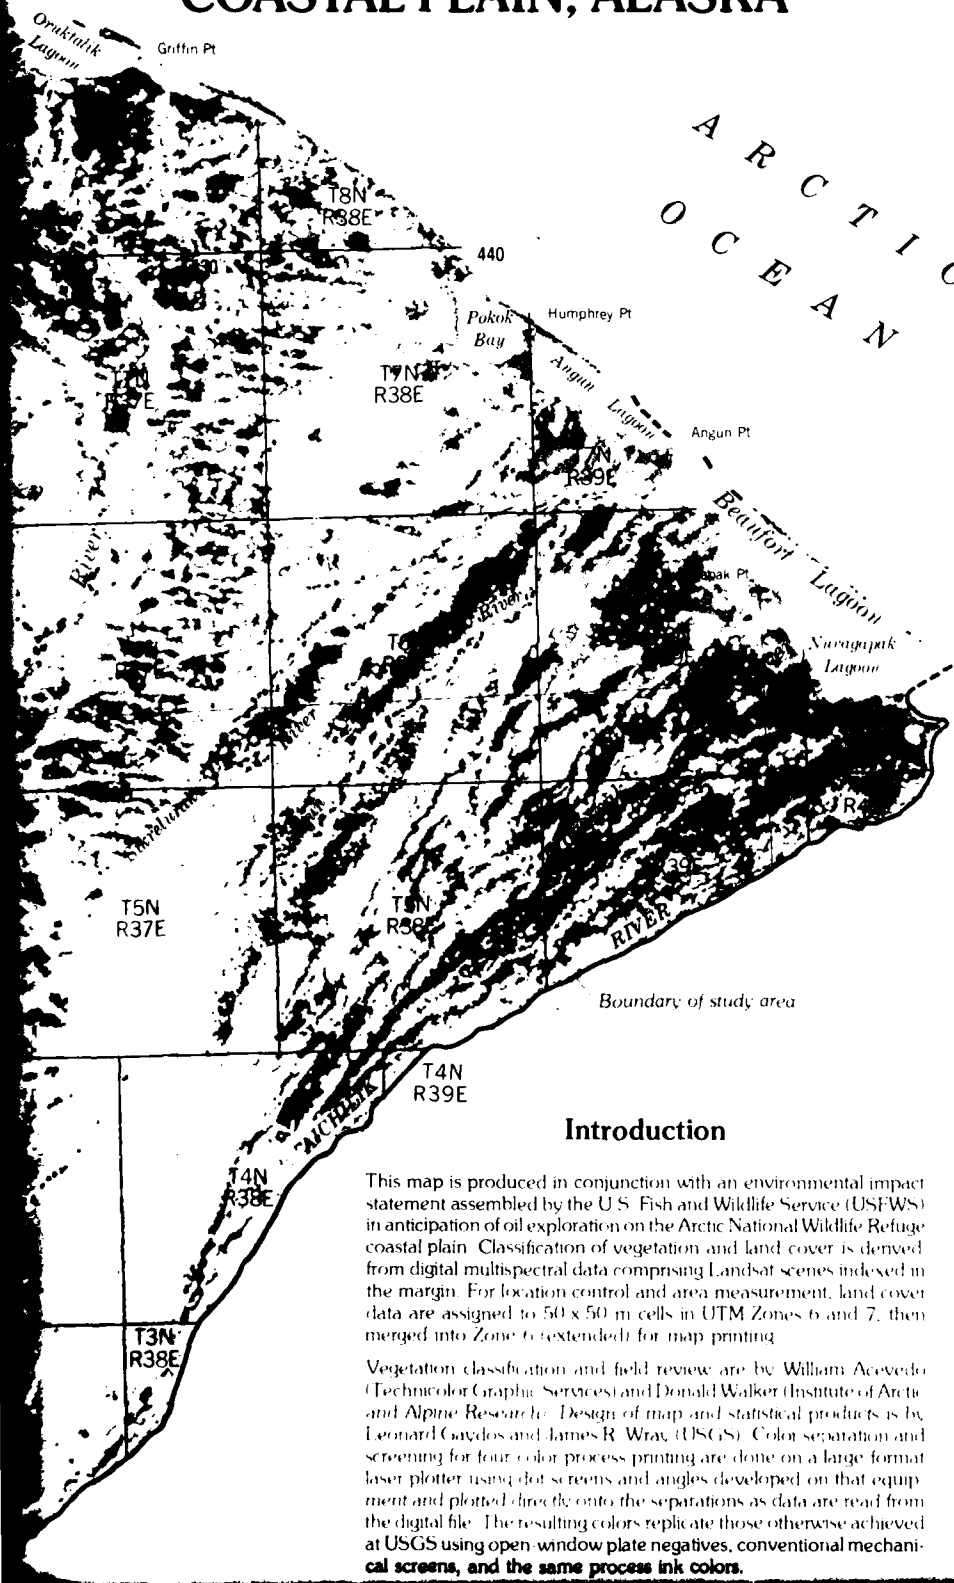 COASTAL PLAIN, ALASKA
Oruktalik
Lagoon
Griffin Pt
ARCTIC
OCEAN
T8N
R38E
440
Pokok
Bay
Humphrey Pt
T7N
R37E
T7N
R38E
Angun
Lagoon
Angun Pt
T7N
R39E
Beaufort
Lagoon
River
River
Nuvagapak
Lagoon
River
T5N
R37E
T5N
R38E
RIVER
Boundary of study area
T4N
R39E
AICHILIK
T4N
R38E
T3N
R38E
Introduction
This map is produced in conjunction with an environmental impact
statement assembled by the U.S. Fish and Wildlife Service (USFWS)
in anticipation of oil exploration on the Arctic National Wildlife Refuge
coastal plain. Classification of vegetation and land cover is derived
from digital multispectral data comprising Landsat scenes indexed in
the margin. For location control and area measurement, land cover
data are assigned to 50 x 50 m cells in UTM Zones 6 and 7, then
merged into Zone 6 (extended) for map printing.
Vegetation classification and field review are by William Acevedo
(Technicolor Graphic Services) and Donald Walker (Institute of Arctic
and Alpine Research). Design of map and statistical products is by
Leonard Gaydos and James R. Wray (USGS). Color separation and
screening for four color process printing are done on a large format
laser plotter using dot screens and angles developed on that equip-
ment and plotted directly onto the separations as data are read from
the digital file. The resulting colors replicate those otherwise achieved
at USGS using open-window plate negatives, conventional mechani-
cal screens, and the same process ink colors.